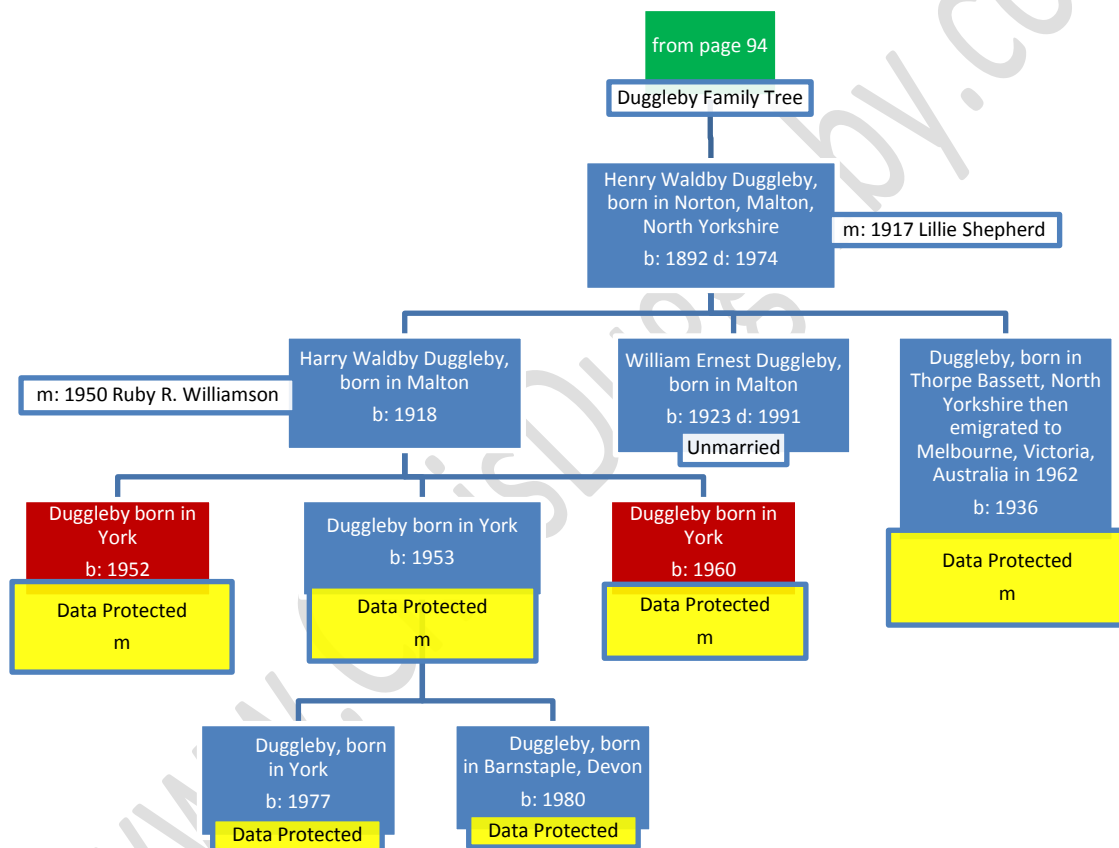 from page 94
Duggleby Family Tree
Henry Waldby Duggleby,
born in Norton, Malton,
North Yorkshire
b: 1892 d: 1974
m: 1917 Lillie Shepherd
Harry Waldby Duggleby,
born in Malton
b: 1918
m: 1950 Ruby R. Williamson
William Ernest Duggleby,
born in Malton
b: 1923 d: 1991
Unmarried
Duggleby, born in
Thorpe Bassett, North
Yorkshire then
emigrated to
Melbourne, Victoria,
Australia in 1962
b: 1936
Data Protected
m
Duggleby born in
York
b: 1952
Data Protected
m
Duggleby born in York
b: 1953
Data Protected
m
Duggleby born in
York
b: 1960
Data Protected
m
Duggleby, born
in York
b: 1977
Data Protected
Duggleby, born
in Barnstaple, Devon
b: 1980
Data Protected